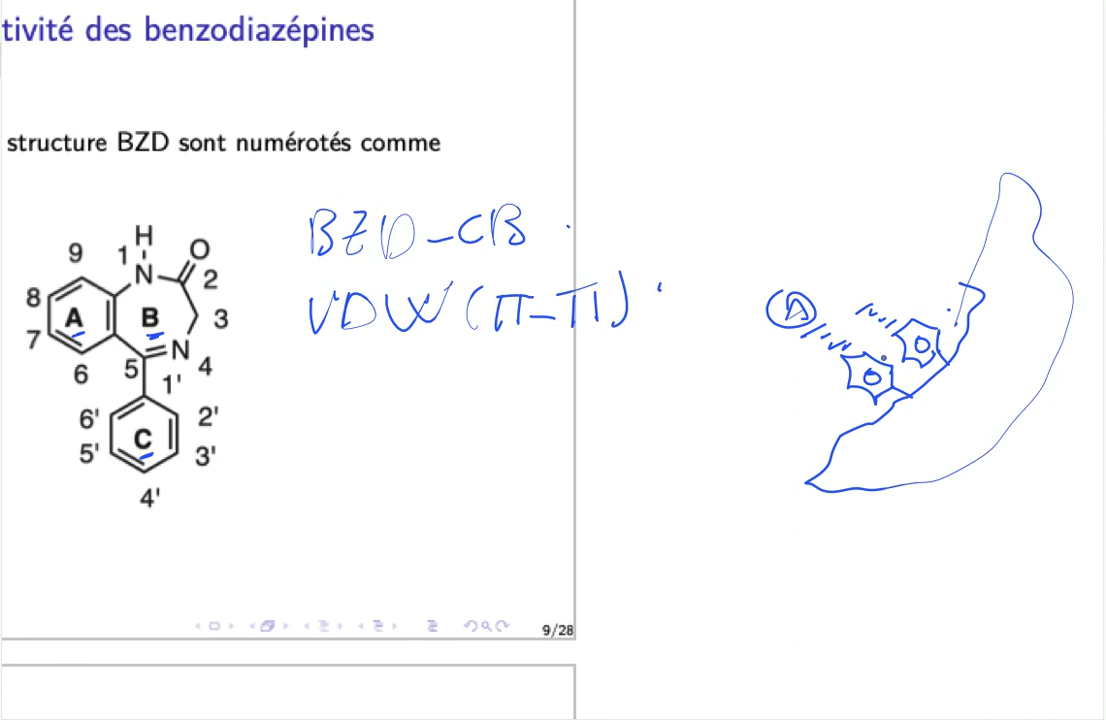 tivité des benzodiazépines
structure BZD sont numérotés comme
H
9 1 N O
8 2
A B 3
7 N
6 5 4
1'
6' 2'
C
5' 3'
4'
BZD-CB
VDW (π-π)
A
9/28